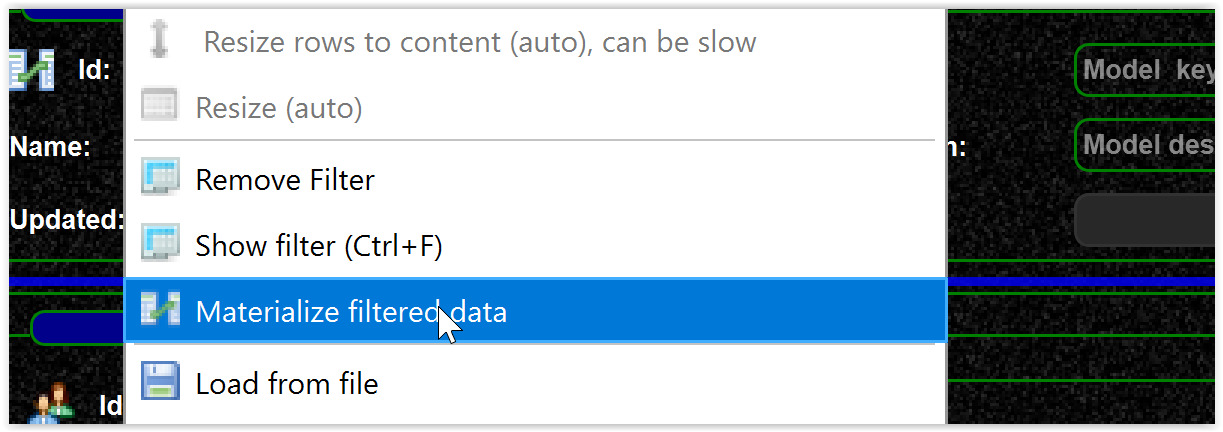 Resize rows to content (auto), can be slow
Id:
Model key
Resize (auto)
Name:
n:
Model des
Remove Filter
Updated:
Show filter (Ctrl+F)
Materialize filtered data
Load from file
Id